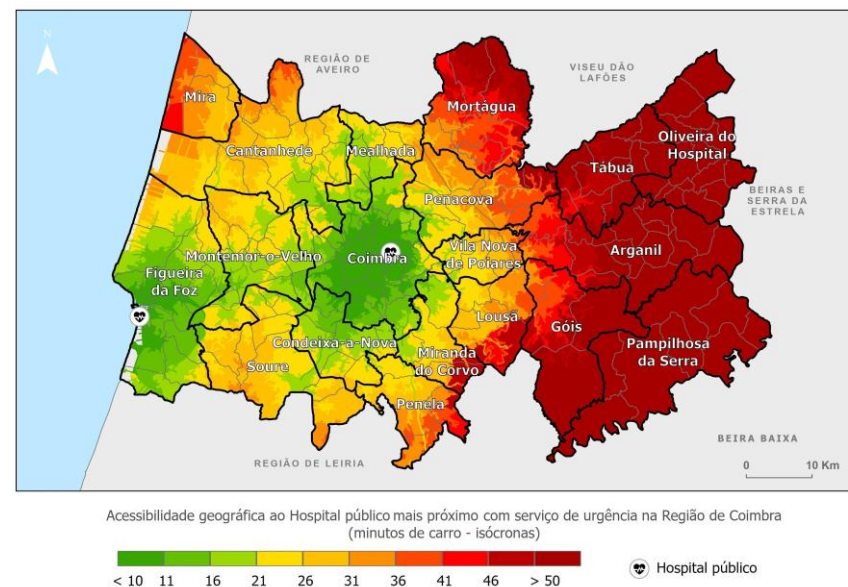 N
REGIÃO DE
AVEIRO
VISEU DÃO
LAFÕES
Mira
Mortágua
Oliveira do
Hospital
Cantanhede
Mealhada
Tábua
Penacova
BEIRAS E
SERRA DA
ESTRELA
Vila Nova
de Poiares
Arganil
Montemor-o-Velho
Coimbra
Figueira
da Foz
Lousã
Góis
Condeixa-a-Nova
Pampilhosa
da Serra
Soure
Miranda
do Corvo
Penela
BEIRA BAIXA
REGIÃO DE LEIRIA
0 10 Km
Acessibilidade geográfica ao Hospital público mais próximo com serviço de urgência na Região de Coimbra
(minutos de carro - isócronas)
< 10 11 16 21 26 31 36 41 46 > 50
Hospital público